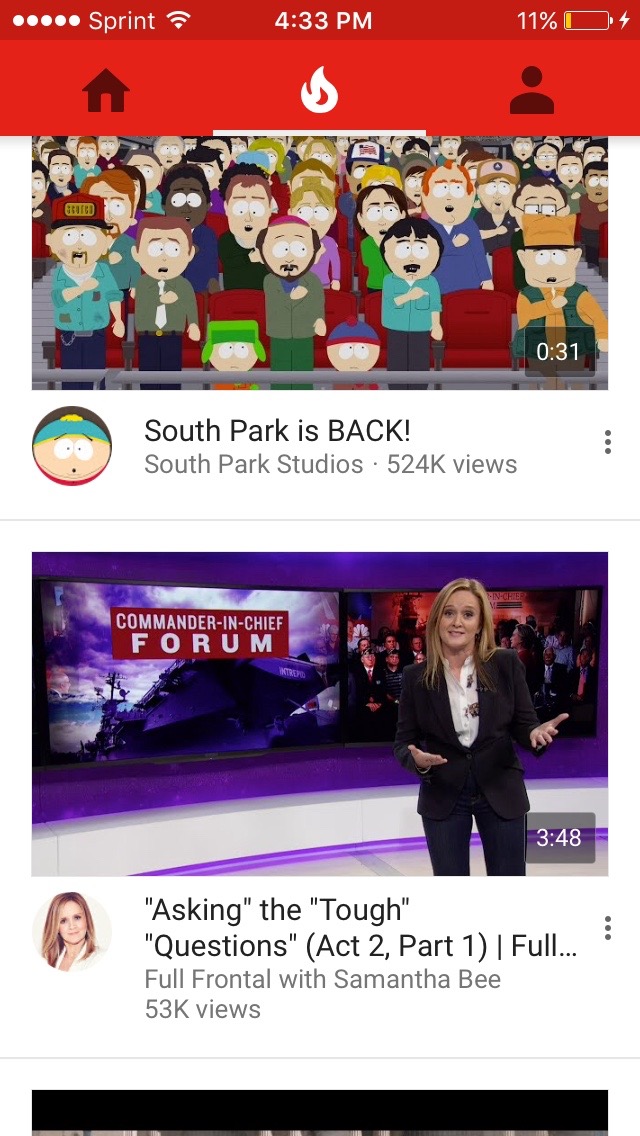 Sprint 4:33 PM 11%
0:31
South Park is BACK!
South Park Studios · 524K views
COMMANDER-IN-CHIEF
FORUM
INTREPID
3:48
"Asking" the "Tough"
"Questions" (Act 2, Part 1) | Full...
Full Frontal with Samantha Bee
53K views